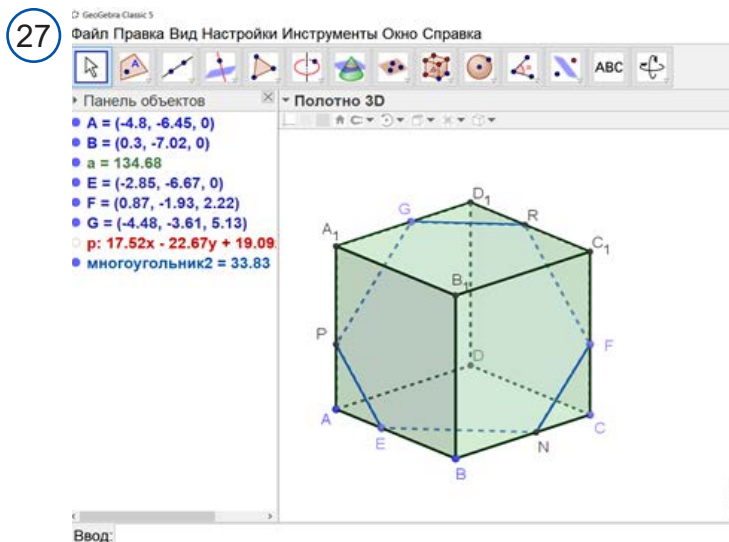 27
GeoGebra Classic 5
Файл Правка Вид Настройки Инструменты Окно Справка
ABC
Панель объектов
Полотно 3D
A = (-4.8, -6.45, 0)
B = (0.3, -7.02, 0)
a = 134.68
E = (-2.85, -6.67, 0)
F = (0.87, -1.93, 2.22)
G = (-4.48, -3.61, 5.13)
p: 17.52x - 22.67y + 19.09
многоугольник2 = 33.83
D₁
G
R
A₁
C₁
B₁
P
F
D
A
E
C
N
B
Ввод: